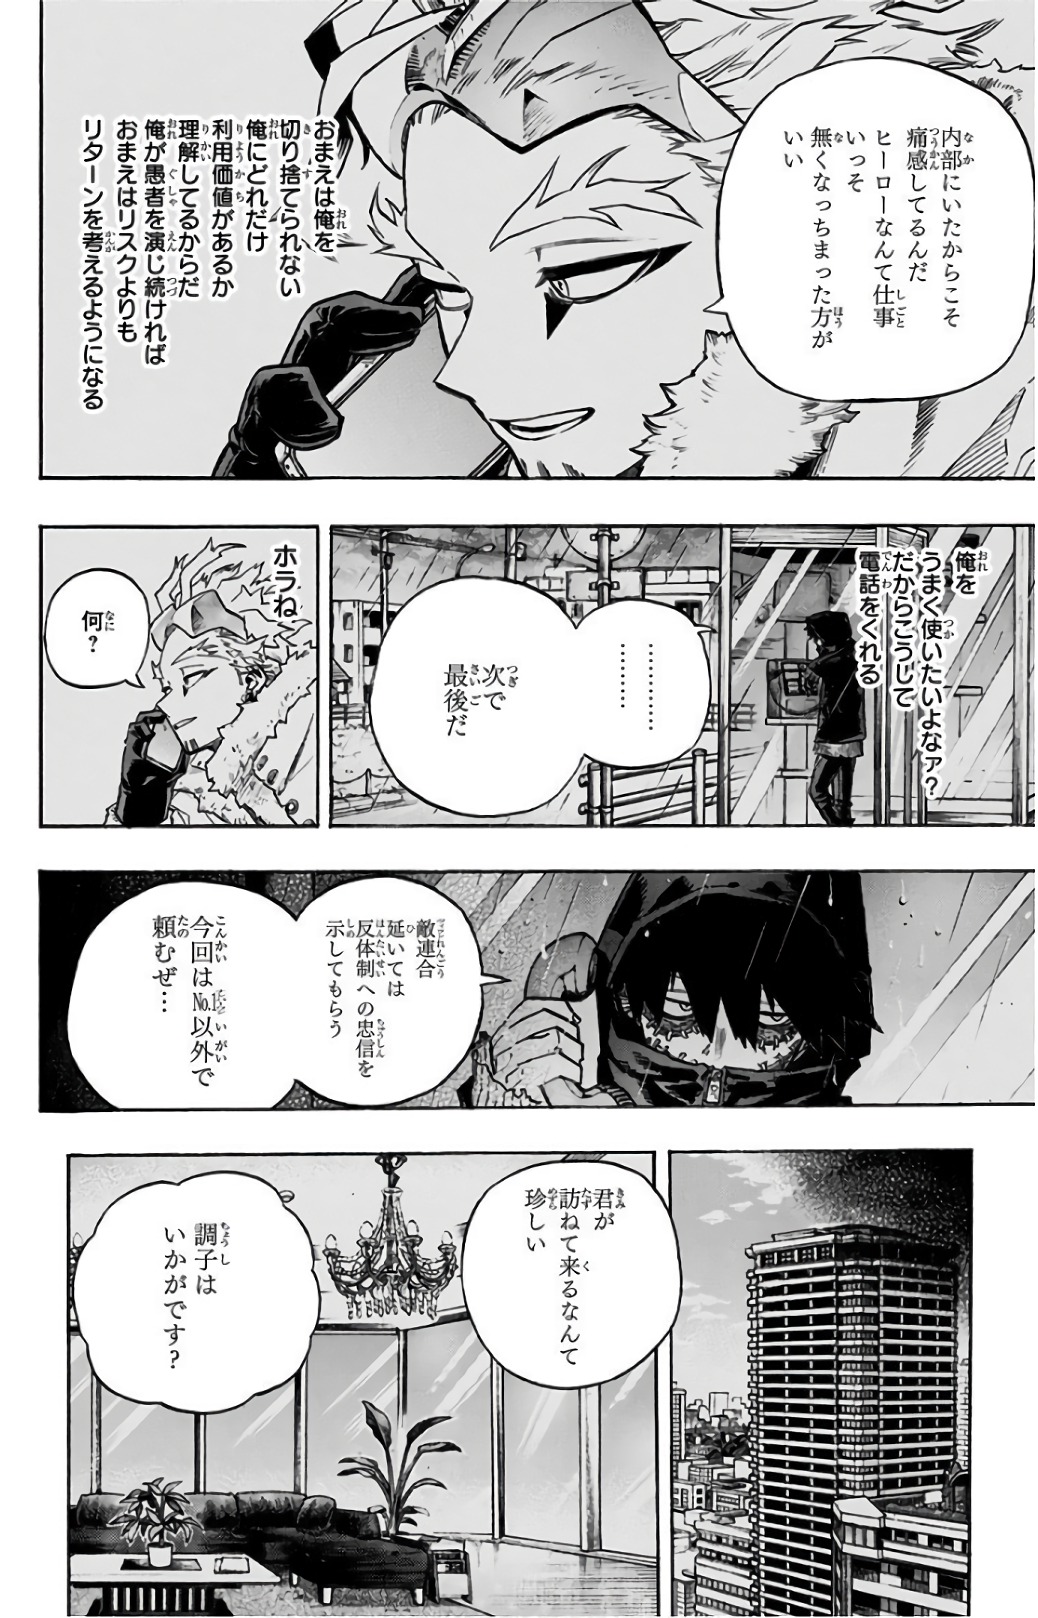 内部にいたからこそ
痛感してるんだ
ヒーローなんて仕事
いっそ
無くなっちまった方が
いい
おまえは俺を
切り捨てられない
俺にどれだけ
利用価値があるか
理解してるからだ
俺が愚者を演じ続ければ
おまえはリスクよりも
リターンを考えるようになる
俺を
うまく使いたいよなァ?
だからこうして
電話をくれる
…………
次で
最後だ
ホラね
何?
敵連合
延いては
反体制への忠信を
示してもらう
今回は№1以外で
頼むぜ…
君が
訪ねて来るなんて
珍しい
調子は
いかがです?